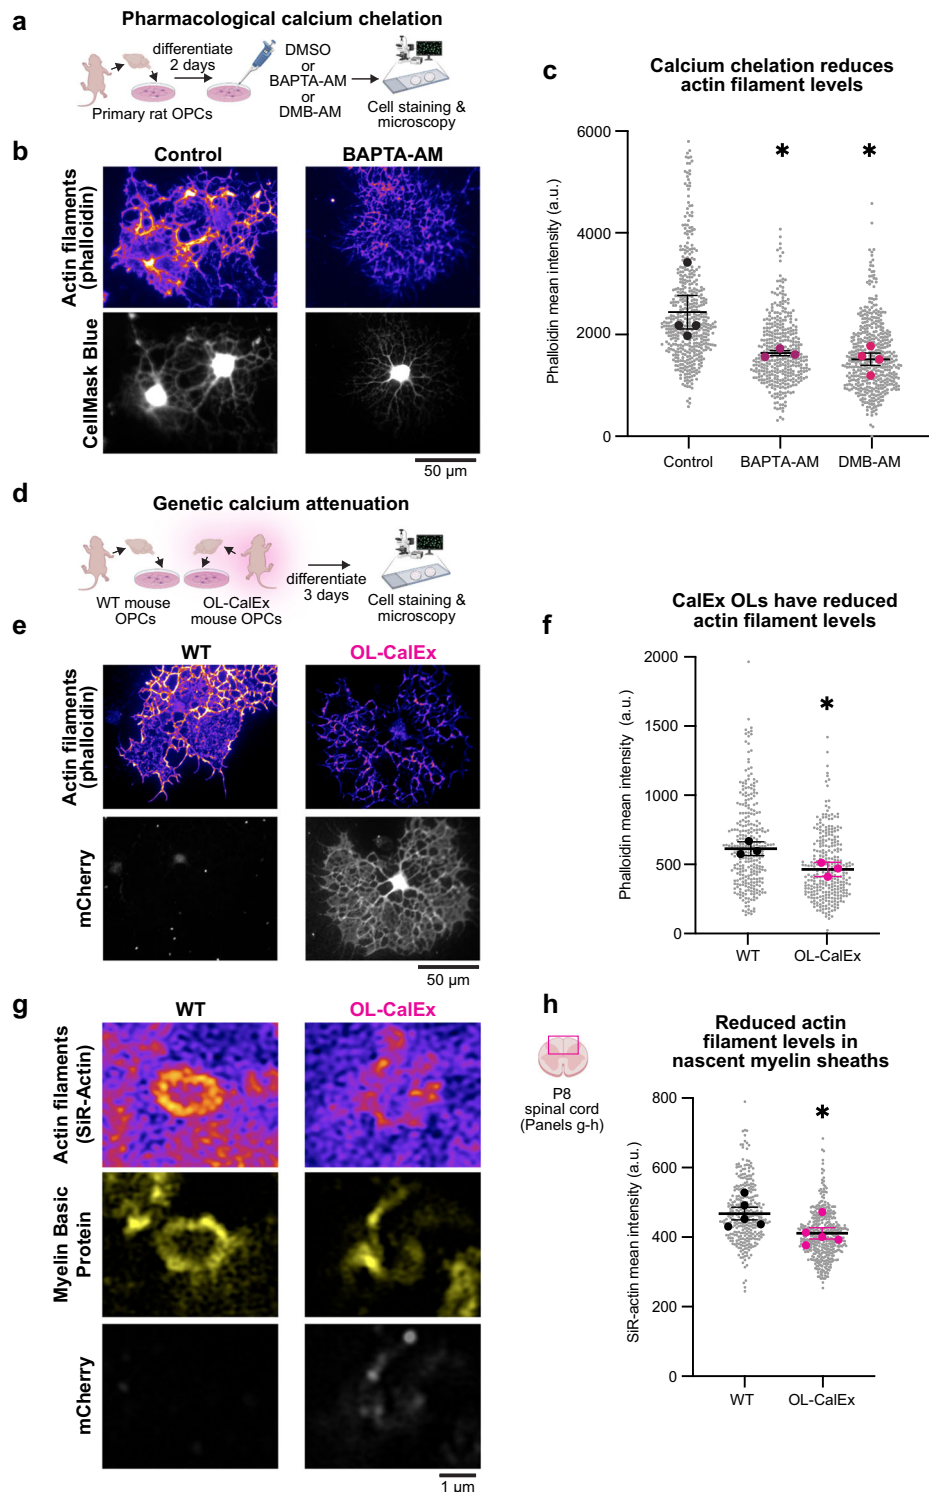 a
Pharmacological calcium chelation
differentiate
2 days
DMSO
or
BAPTA-AM
or
DMB-AM
Primary rat OPCs
Cell staining &
microscopy
b
Control
BAPTA-AM
Actin filaments
(phalloidin)
CellMask Blue
50 µm
c
Calcium chelation reduces
actin filament levels
Phalloidin mean intensity (a.u.)
6000
4000
2000
0
*
*
Control
BAPTA-AM
DMB-AM
d
Genetic calcium attenuation
WT mouse
OPCs
OL-CalEx
mouse OPCs
differentiate
3 days
Cell staining &
microscopy
e
WT
OL-CalEx
Actin filaments
(phalloidin)
mCherry
50 µm
f
CalEx OLs have reduced
actin filament levels
Phalloidin mean intensity (a.u.)
2000
1500
1000
500
0
*
WT
OL-CalEx
g
WT
OL-CalEx
Actin filaments
(SiR-Actin)
Myelin Basic
Protein
mCherry
1 µm
h
P8
spinal cord
(Panels g-h)
Reduced actin
filament levels in
nascent myelin sheaths
SiR-actin mean intensity (a.u.)
800
600
400
200
0
*
WT
OL-CalEx